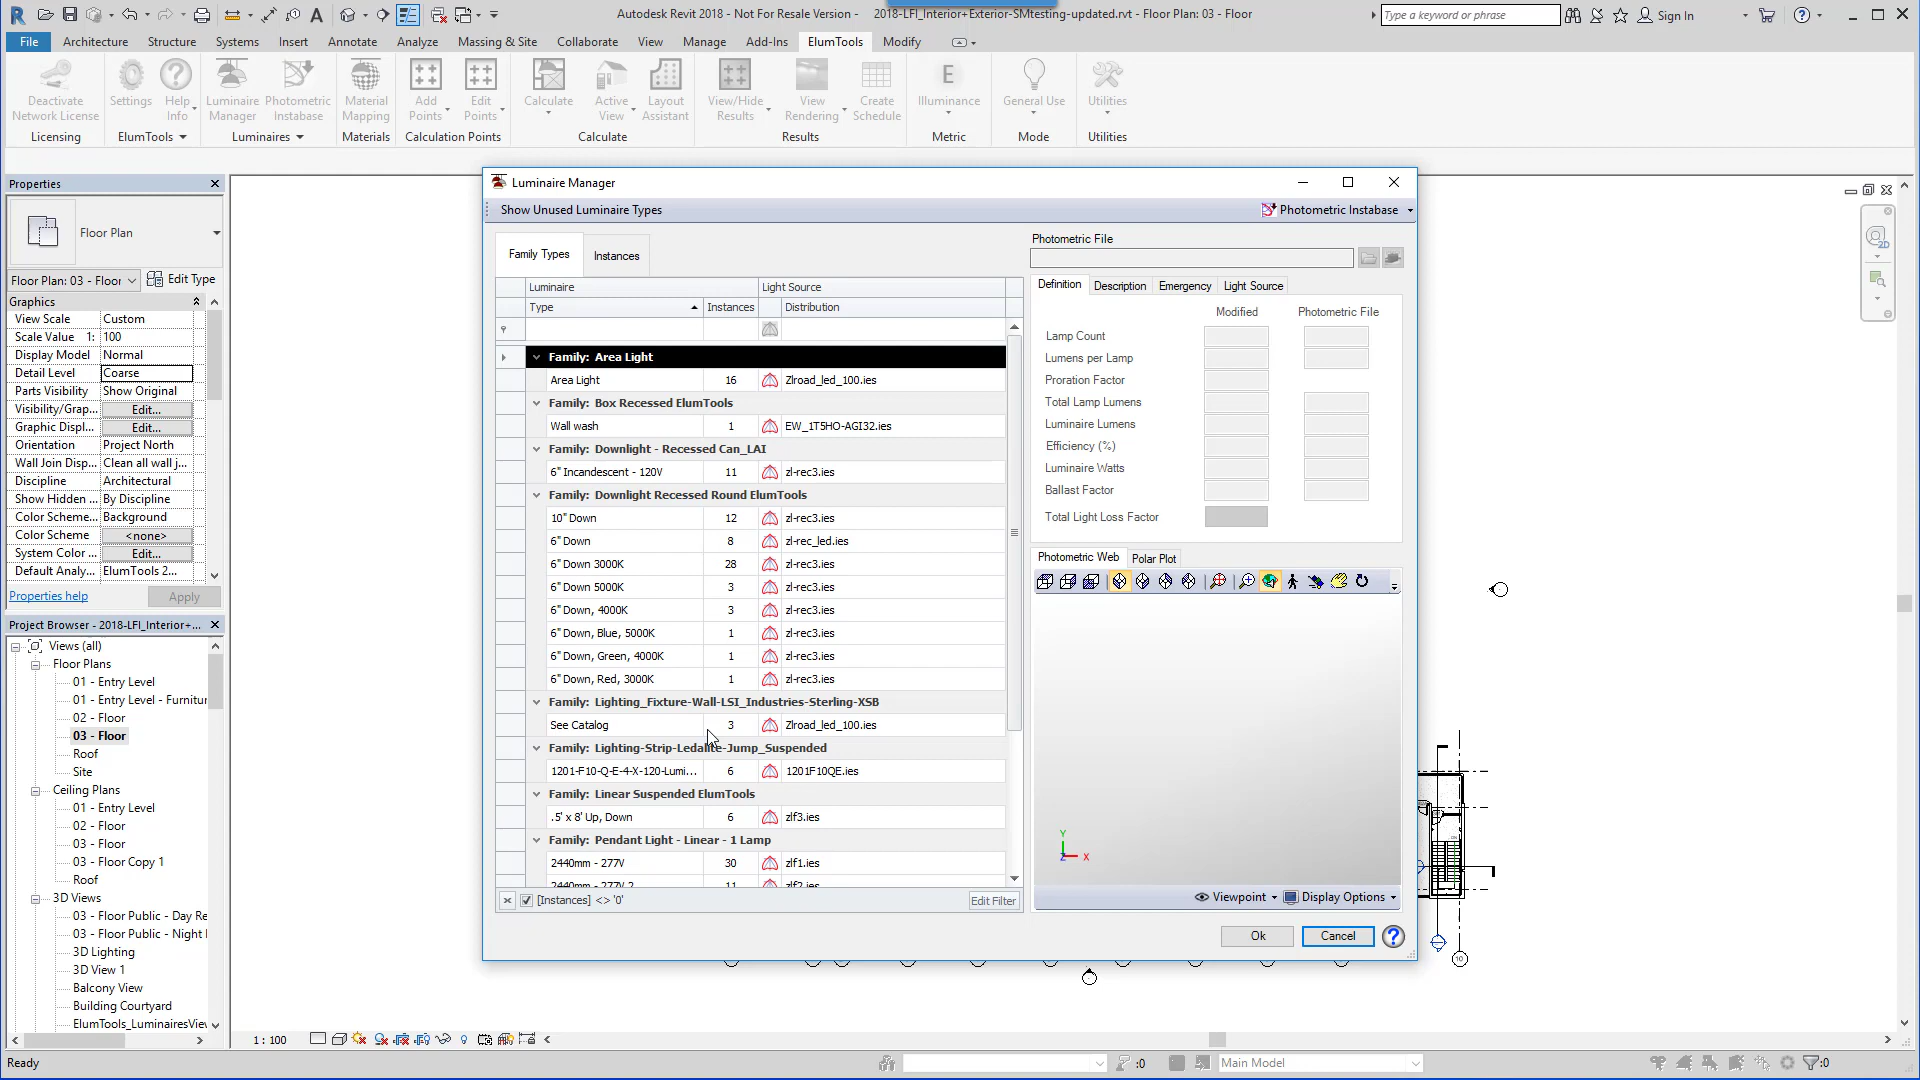 Autodesk Revit 2018 - Not For Resale Version -    2018-LFI_Interior+Exterior-SMtesting-updated.rvt - Floor Plan: 03 - Floor
Type a keyword or phrase
Sign In
File Architecture Structure Systems Insert Annotate Analyze Massing & Site Collaborate View Manage Add-Ins ElumTools Modify
Deactivate Network License
Settings
Help Info
Luminaire Manager
Photometric Instabase
Material Mapping
Add Points
Edit Points
Calculate
Active View
Layout Assistant
View/Hide Results
View Rendering
Create Schedule
Illuminance
General Use
Utilities
Licensing ElumTools Luminaires Materials Calculation Points Calculate Results Metric Mode Utilities
Properties
Floor Plan
Floor Plan: 03 - Floor Edit Type
Graphics
View Scale Custom
Scale Value 1: 100
Display Model Normal
Detail Level Coarse
Parts Visibility Show Original
Visibility/Grap... Edit...
Graphic Displ... Edit...
Orientation Project North
Wall Join Disp... Clean all wall j...
Discipline Architectural
Show Hidden ... By Discipline
Color Scheme... Background
Color Scheme <none>
System Color ... Edit...
Default Analy... ElumTools 2...
Properties help Apply
Project Browser - 2018-LFI_Interior+...
Views (all)
Floor Plans
01 - Entry Level
01 - Entry Level - Furnitur
02 - Floor
03 - Floor
Roof
Site
Ceiling Plans
01 - Entry Level
02 - Floor
03 - Floor
03 - Floor Copy 1
Roof
3D Views
03 - Floor Public - Day Re
03 - Floor Public - Night
3D Lighting
3D View 1
Balcony View
Building Courtyard
ElumTools_LuminairesViev
Luminaire Manager
Show Unused Luminaire Types Photometric Instabase
Family Types Instances
Luminaire Light Source
Type Instances Distribution
Family: Area Light
Area Light 16 Zlroad_led_100.ies
Family: Box Recessed ElumTools
Wall wash 1 EW_1T5HO-AGI32.ies
Family: Downlight - Recessed Can_LAI
6" Incandescent - 120V 11 zl-rec3.ies
Family: Downlight Recessed Round ElumTools
10" Down 12 zl-rec3.ies
6" Down 8 zl-rec_led.ies
6" Down 3000K 28 zl-rec3.ies
6" Down 5000K 3 zl-rec3.ies
6" Down, 4000K 3 zl-rec3.ies
6" Down, Blue, 5000K 1 zl-rec3.ies
6" Down, Green, 4000K 1 zl-rec3.ies
6" Down, Red, 3000K 1 zl-rec3.ies
Family: Lighting_Fixture-Wall-LSI_Industries-Sterling-XSB
See Catalog 3 Zlroad_led_100.ies
Family: Lighting-Strip-Ledalite-Jump_Suspended
1201-F10-Q-E-4-X-120-Lumi... 6 1201F10QE.ies
Family: Linear Suspended ElumTools
.5' x 8' Up, Down 6 zlf3.ies
Family: Pendant Light - Linear - 1 Lamp
2440mm - 277V 30 zlf1.ies
2440mm - 277V 2 11 zlf2.ies
[Instances] <> '0' Edit Filter
Photometric File
Definition Description Emergency Light Source
Modified Photometric File
Lamp Count
Lumens per Lamp
Proration Factor
Total Lamp Lumens
Luminaire Lumens
Efficiency (%)
Luminaire Watts
Ballast Factor
Total Light Loss Factor
Photometric Web Polar Plot
Y
Z X
Viewpoint Display Options
Ok Cancel ?
10
1 : 100
Ready
:0 Main Model :0